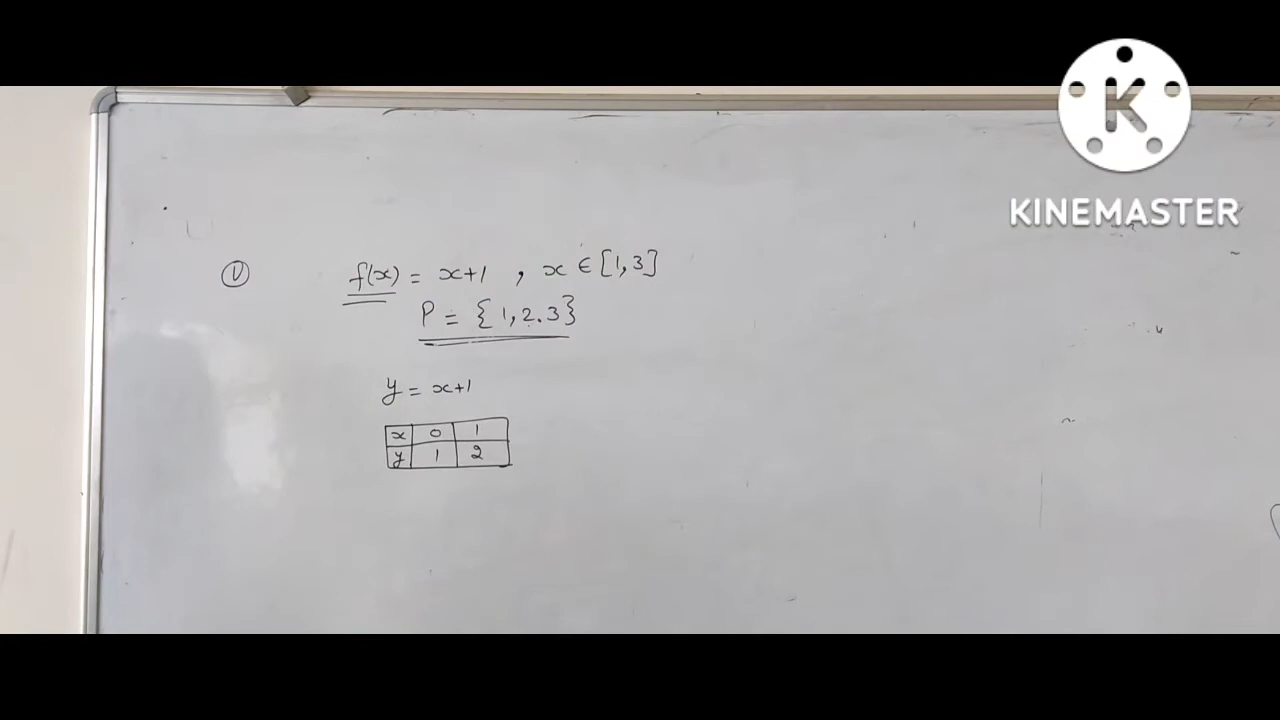 K
KINEMASTER
1) f(x) = x+1 , x ∈ [1,3]
P = {1,2.3}
y = x+1
x 0 1
y 1 2